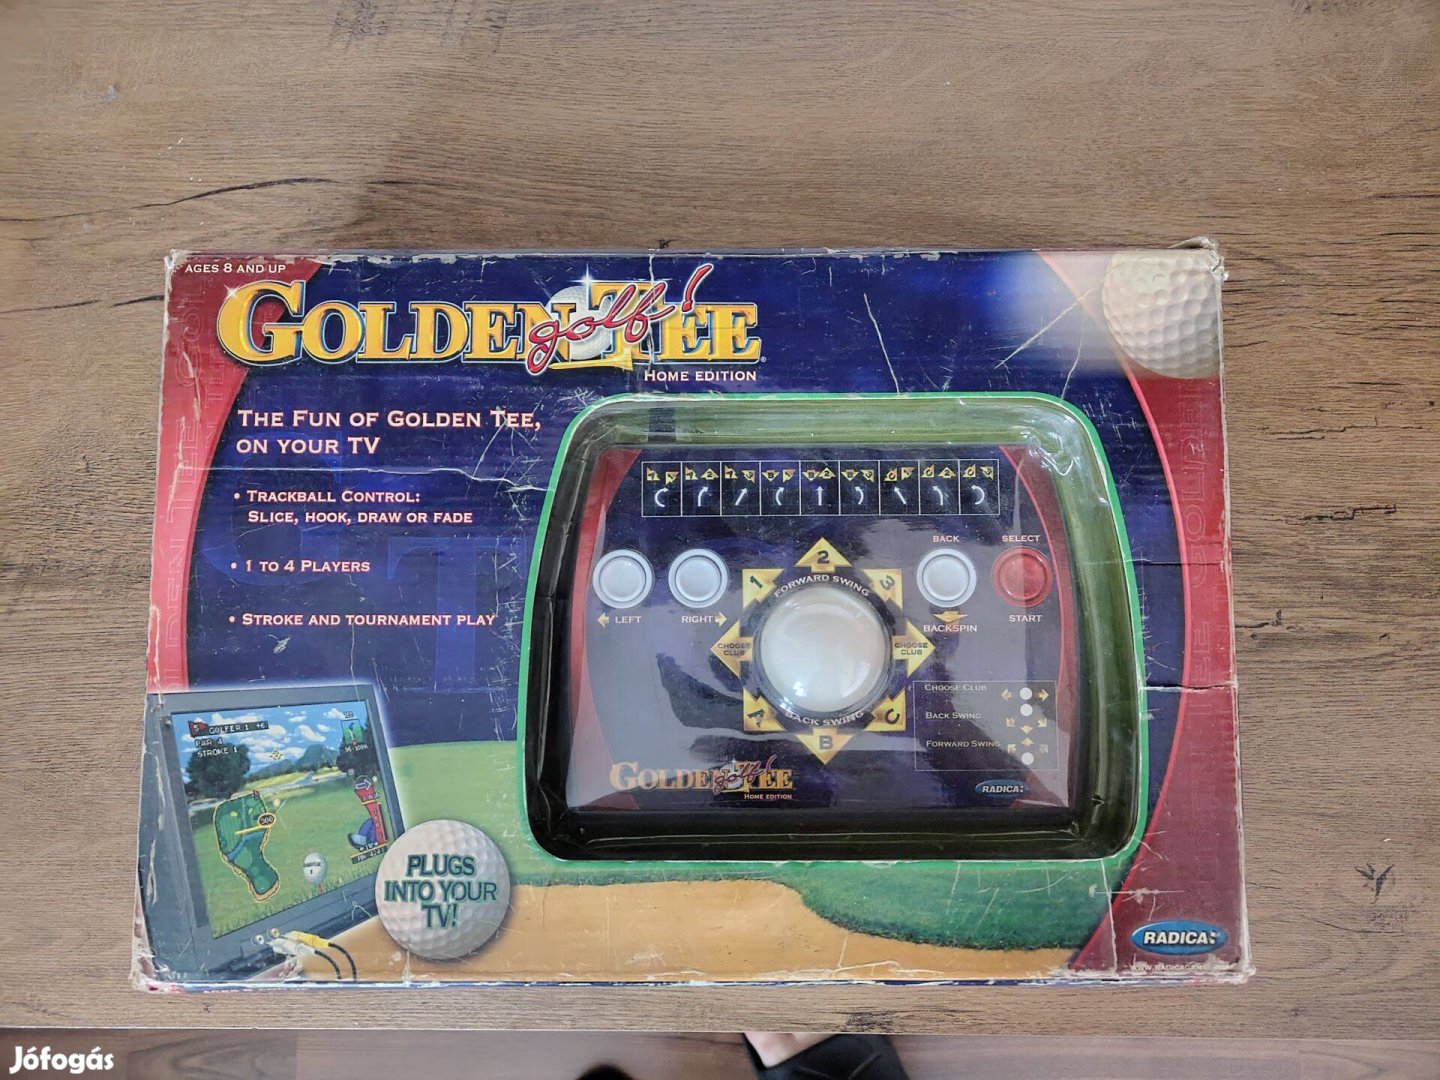 AGES 8 AND UP
GOLDEN TEE
golf!
HOME EDITION
THE FUN OF GOLDEN TEE,
ON YOUR TV
• TRACKBALL CONTROL:
SLICE, HOOK, DRAW OR FADE
• 1 TO 4 PLAYERS
• STROKE AND TOURNAMENT PLAY
BACK
SELECT
LEFT
RIGHT
BACKSPIN
START
1
2
3
FORWARD SWING
CHOOSE
CLUB
CHOOSE
CLUB
BACK SWING
A
B
C
CHOOSE CLUB
BACK SWING
FORWARD SWING
GOLDEN TEE
golf!
HOME EDITION
RADICA:
GOLFER 1 +6
PAR 4
STROKE 1
300
RADICAL
PLUGS
INTO YOUR
TV!
RADICA:
Jófogás